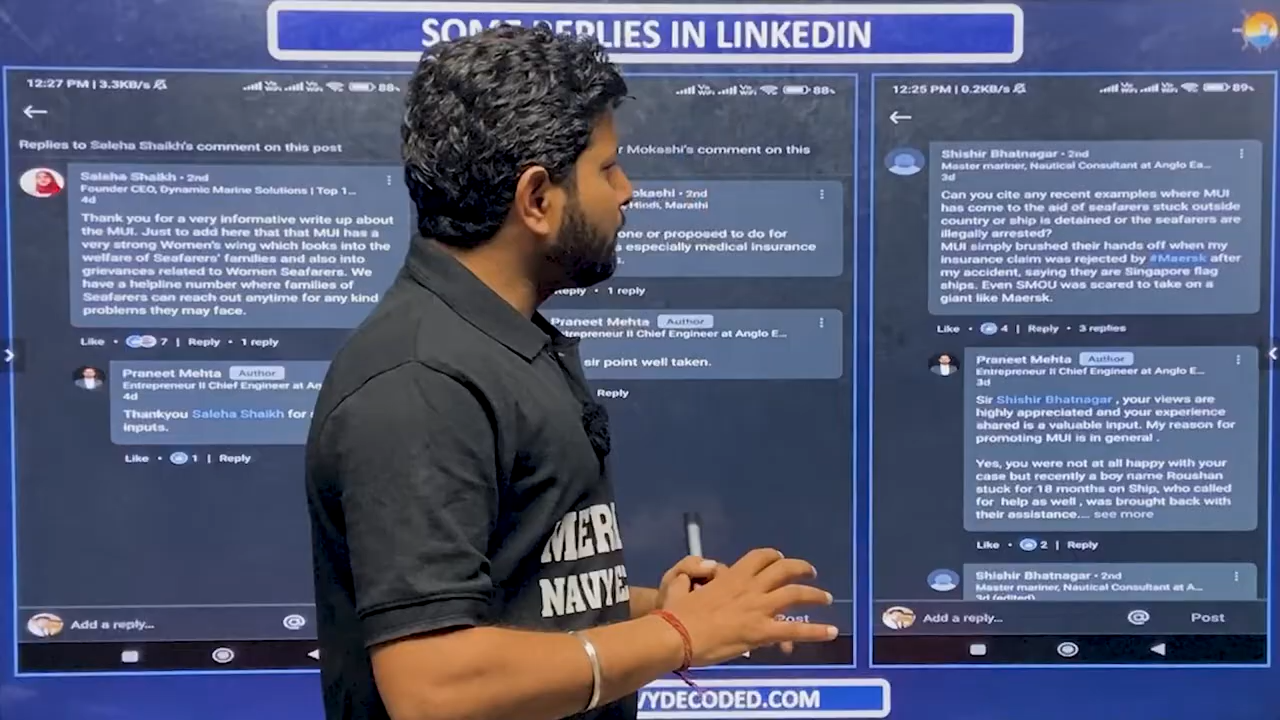 SOME REPLIES IN LINKEDIN
12:27 PM | 3.3KB/s
88
Replies to Saleha Shaikh's comment on this post
Saleha Shaikh • 2nd
Founder CEO, Dynamic Marine Solutions | Top 1...
4d
Thank you for a very informative write up about
the MUI. Just to add here that that MUI has a
very strong Women's wing which looks into the
welfare of Seafarers' families and also into
grievances related to Women Seafarers. We
have a helpline number where families of
Seafarers can reach out anytime for any kind
problems they may face.
Like • 7 | Reply • 1 reply
Praneet Mehta Author
Entrepreneur II Chief Engineer at An
4d
Thankyou Saleha Shaikh for
inputs.
Like • 1 | Reply
Add a reply... @
88%
r Mokashi's comment on this
okashi • 2nd
Hindi, Marathi
one or proposed to do for
especially medical insurance
Reply • 1 reply
Praneet Mehta Author
trepreneur II Chief Engineer at Anglo E...
sir point well taken.
Reply
Post
12:25 PM | 0.2KB/s
89%
Shishir Bhatnagar • 2nd
Master mariner, Nautical Consultant at Anglo Ea...
3d
Can you cite any recent examples where MUI
has come to the aid of seafarers stuck outside
country or ship is detained or the seafarers are
illegally arrested?
MUI simply brushed their hands off when my
insurance claim was rejected by #Maersk after
my accident, saying they are Singapore flag
ships. Even SMOU was scared to take on a
giant like Maersk.
Like • 4 | Reply • 3 replies
Praneet Mehta Author
Entrepreneur II Chief Engineer at Anglo E...
3d
Sir Shishir Bhatnagar , your views are
highly appreciated and your experience
shared is a valuable input. My reason for
promoting MUI is in general .
Yes, you were not at all happy with your
case but recently a boy name Roushan
stuck for 18 months on Ship, who called
for help as well , was brought back with
their assistance.... see more
Like • 2 | Reply
Shishir Bhatnagar • 2nd
Master mariner, Nautical Consultant at A...
3d (edited)
Add a reply... @ Post
MER
NAVY
YDECODED.COM